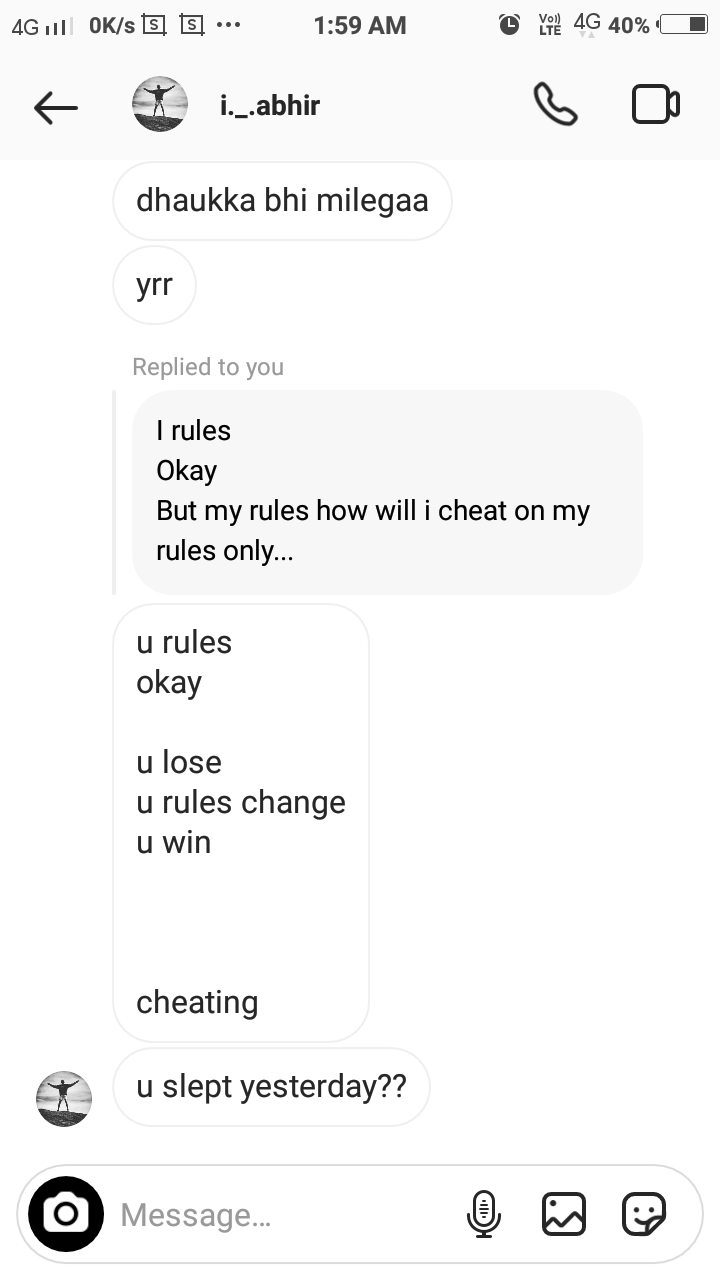 4G 0K/s S S ... 1:59 AM Vo)) LTE 4G 40%
i._.abhir
dhaukka bhi milegaa
yrr
Replied to you
I rules
Okay
But my rules how will i cheat on my
rules only...
u rules
okay
u lose
u rules change
u win
cheating
u slept yesterday??
Message...